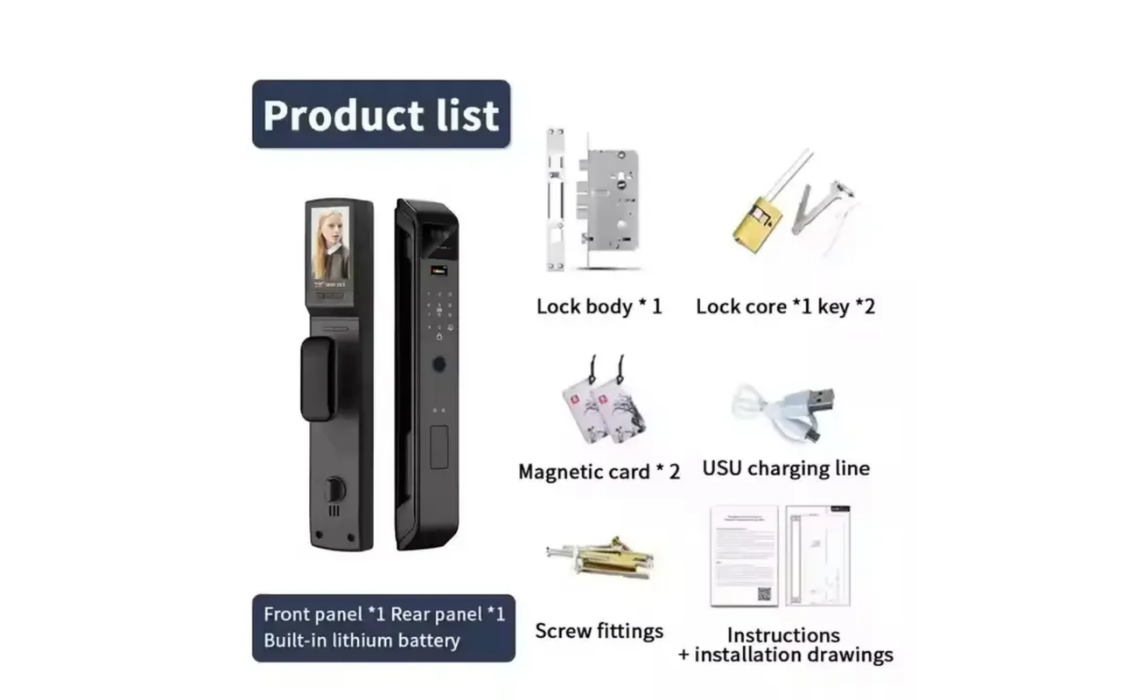 Product list
Lock body * 1
Lock core *1 key *2
Magnetic card * 2
USU charging line
Screw fittings
Instructions
+ installation drawings
Front panel *1 Rear panel *1
Built-in lithium battery